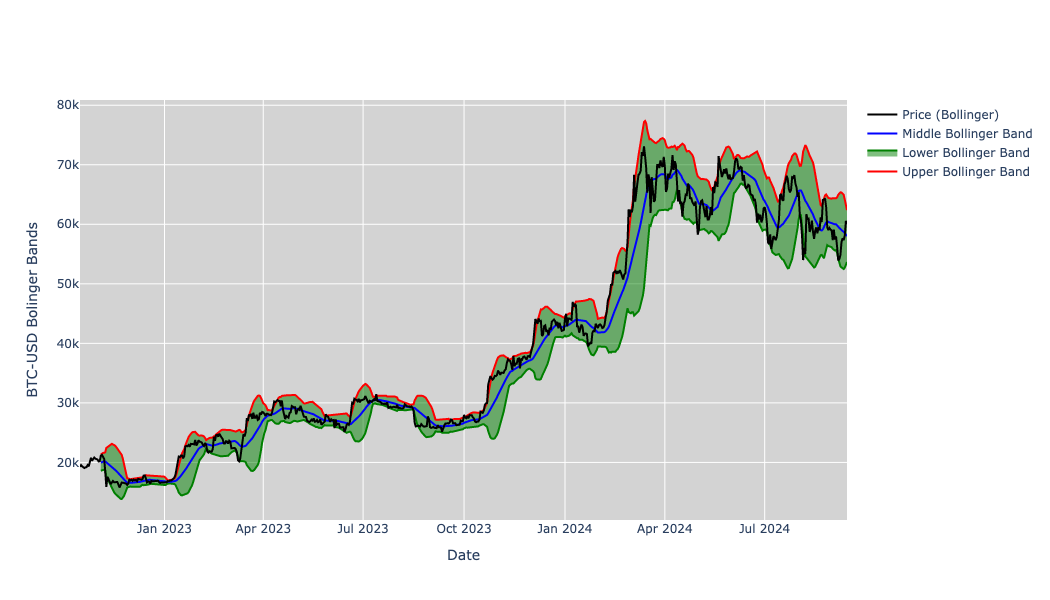 80k
70k
60k
50k
40k
30k
20k
BTC-USD Bolinger Bands
Jan 2023
Apr 2023
Jul 2023
Oct 2023
Jan 2024
Apr 2024
Jul 2024
Date
Price (Bollinger)
Middle Bollinger Band
Lower Bollinger Band
Upper Bollinger Band